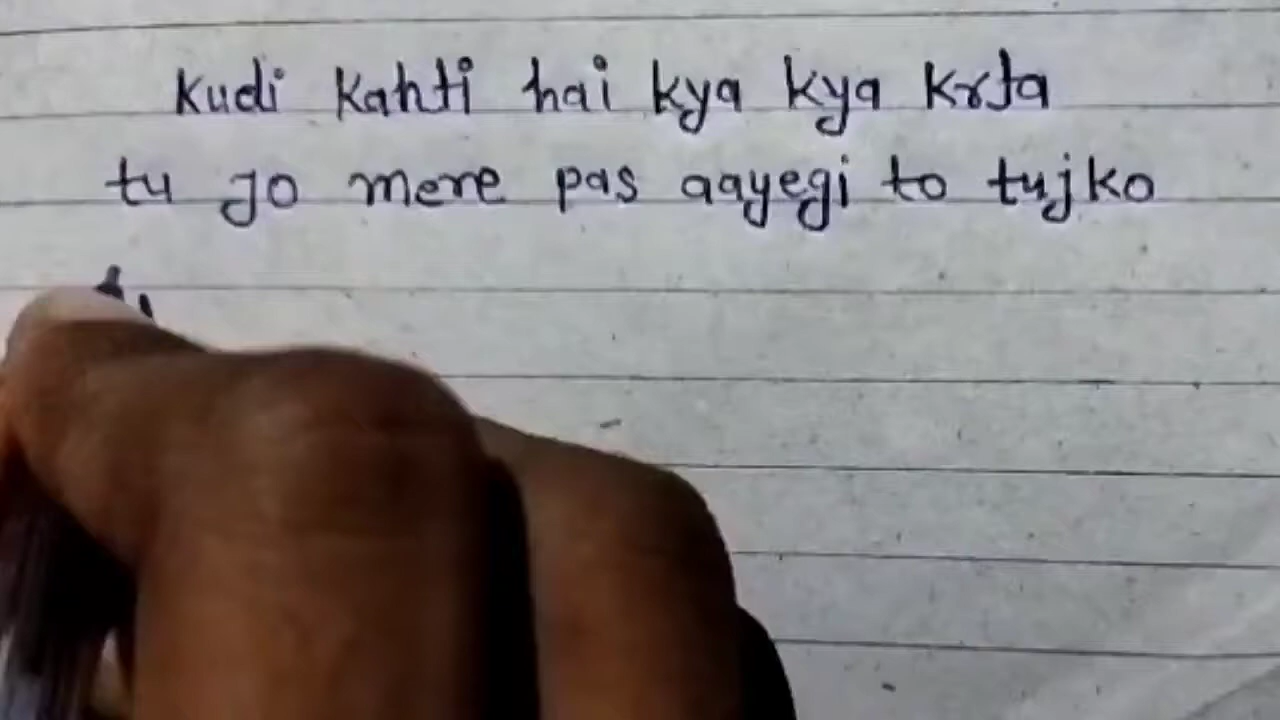 Kudi Kahti hai kya kya Krta
tu jo mere pas aayegi to tujko